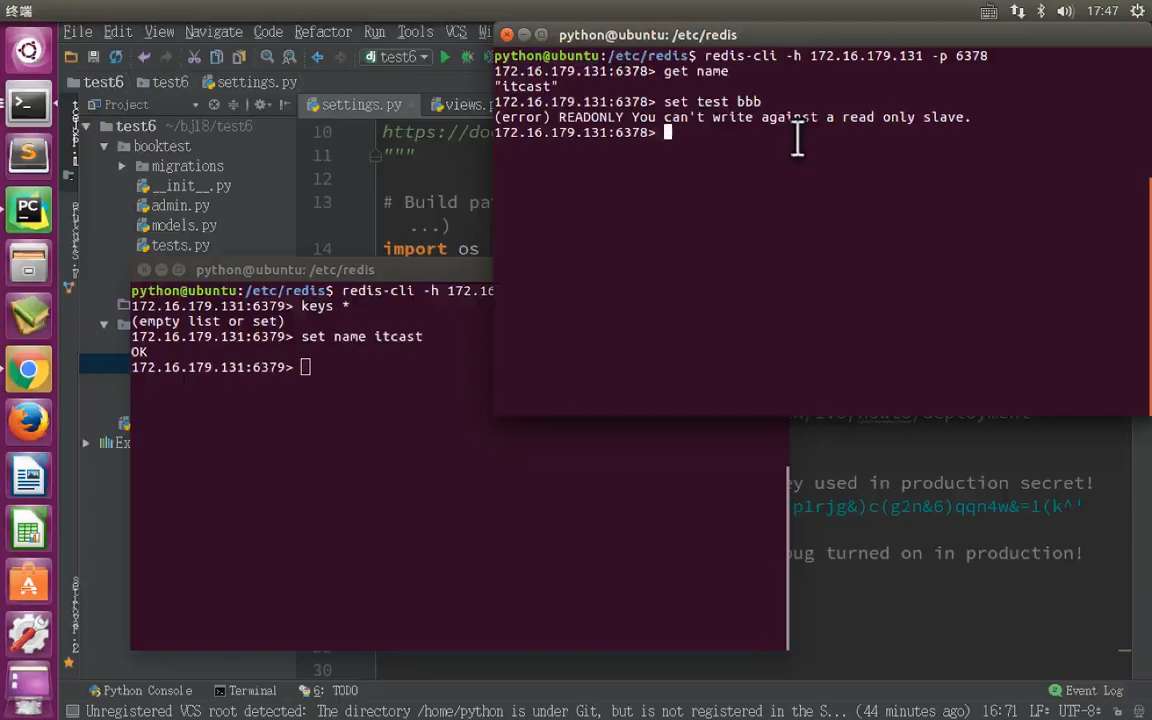 终端
17:47
File Edit View Navigate Code Refactor Run Tools VCS
python@ubuntu: /etc/redis
test6
test6 test6 settings.py
Project
settings.py views.
test6 ~/bj18/test6
booktest
migrations
__init__.py
admin.py
models.py
tests.py
10
11 """
12
13 # Build pa
...)
14 import os
30
python@ubuntu:/etc/redis$ redis-cli -h 172.16.179.131 -p 6378
172.16.179.131:6378> get name
"itcast"
172.16.179.131:6378> set test bbb
(error) READONLY You can't write against a read only slave.
172.16.179.131:6378>
python@ubuntu: /etc/redis
python@ubuntu:/etc/redis$ redis-cli -h 172.16
172.16.179.131:6379> keys *
(empty list or set)
172.16.179.131:6379> set name itcast
OK
172.16.179.131:6379>
ey used in production secret!
plrjg&)c(g2n&6)qqn4w&=l(k^'
bug turned on in production!
Python Console Terminal 6: TODO Event Log
Unregistered VCS root detected: The directory /home/python is under Git, but is not registered in the S... (44 minutes ago) 16:71 LF÷ UTF-8÷